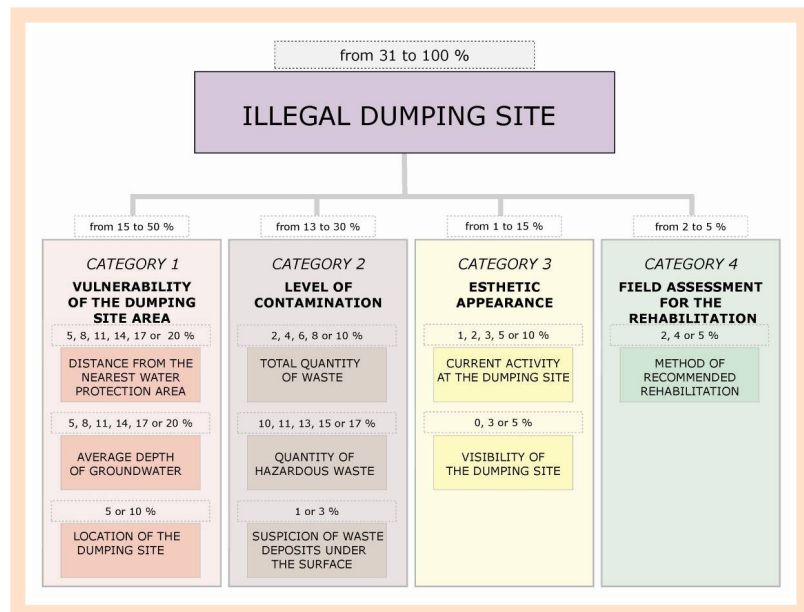 from 31 to 100 %
ILLEGAL DUMPING SITE
from 15 to 50 %
CATEGORY 1
VULNERABILITY
OF THE DUMPING
SITE AREA
5, 8, 11, 14, 17 or 20 %
DISTANCE FROM THE
NEAREST WATER
PROTECTION AREA
5, 8, 11, 14, 17 or 20 %
AVERAGE DEPTH
OF GROUNDWATER
5 or 10 %
LOCATION OF THE
DUMPING SITE
from 13 to 30 %
CATEGORY 2
LEVEL OF
CONTAMINATION
2, 4, 6, 8 or 10 %
TOTAL QUANTITY
OF WASTE
10, 11, 13, 15 or 17 %
QUANTITY OF
HAZARDOUS WASTE
1 or 3 %
SUSPICION OF WASTE
DEPOSITS UNDER
THE SURFACE
from 1 to 15 %
CATEGORY 3
ESTHETIC
APPEARANCE
1, 2, 3, 5 or 10 %
CURRENT ACTIVITY
AT THE DUMPING SITE
0, 3 or 5 %
VISIBILITY OF
THE DUMPING SITE
from 2 to 5 %
CATEGORY 4
FIELD ASSESSMENT
FOR THE
REHABILITATION
2, 4 or 5 %
METHOD OF
RECOMMENDED
REHABILITATION